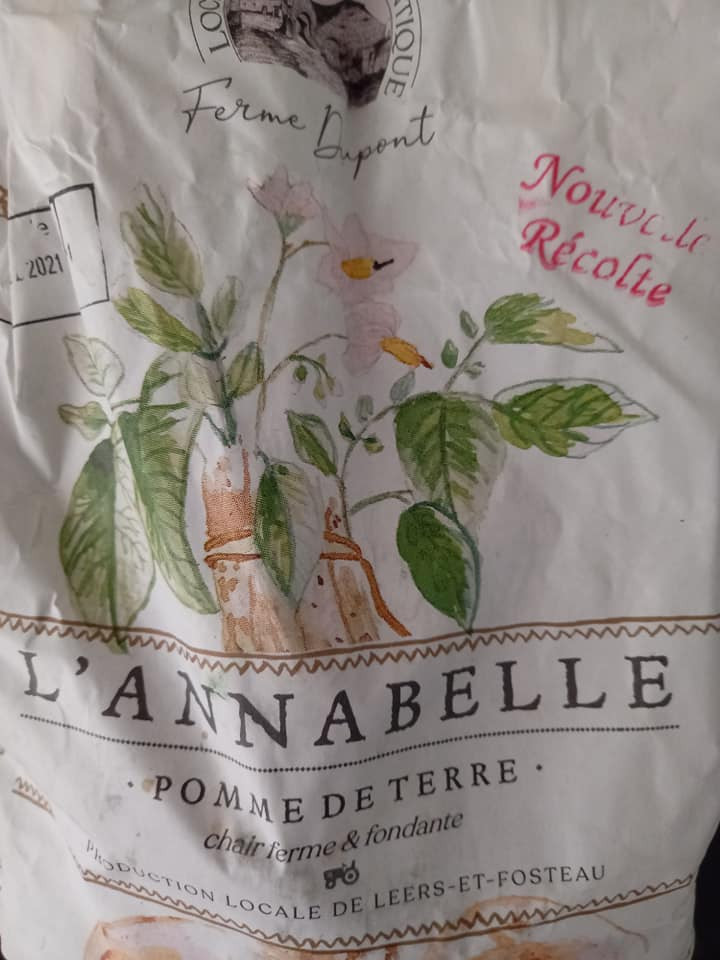 Ferme Dupont
Nouvelle
Récolte
2021
L'ANNABELLE
· POMME DE TERRE ·
chair ferme & fondante
PRODUCTION LOCALE DE LEERS-ET-FOSTEAU